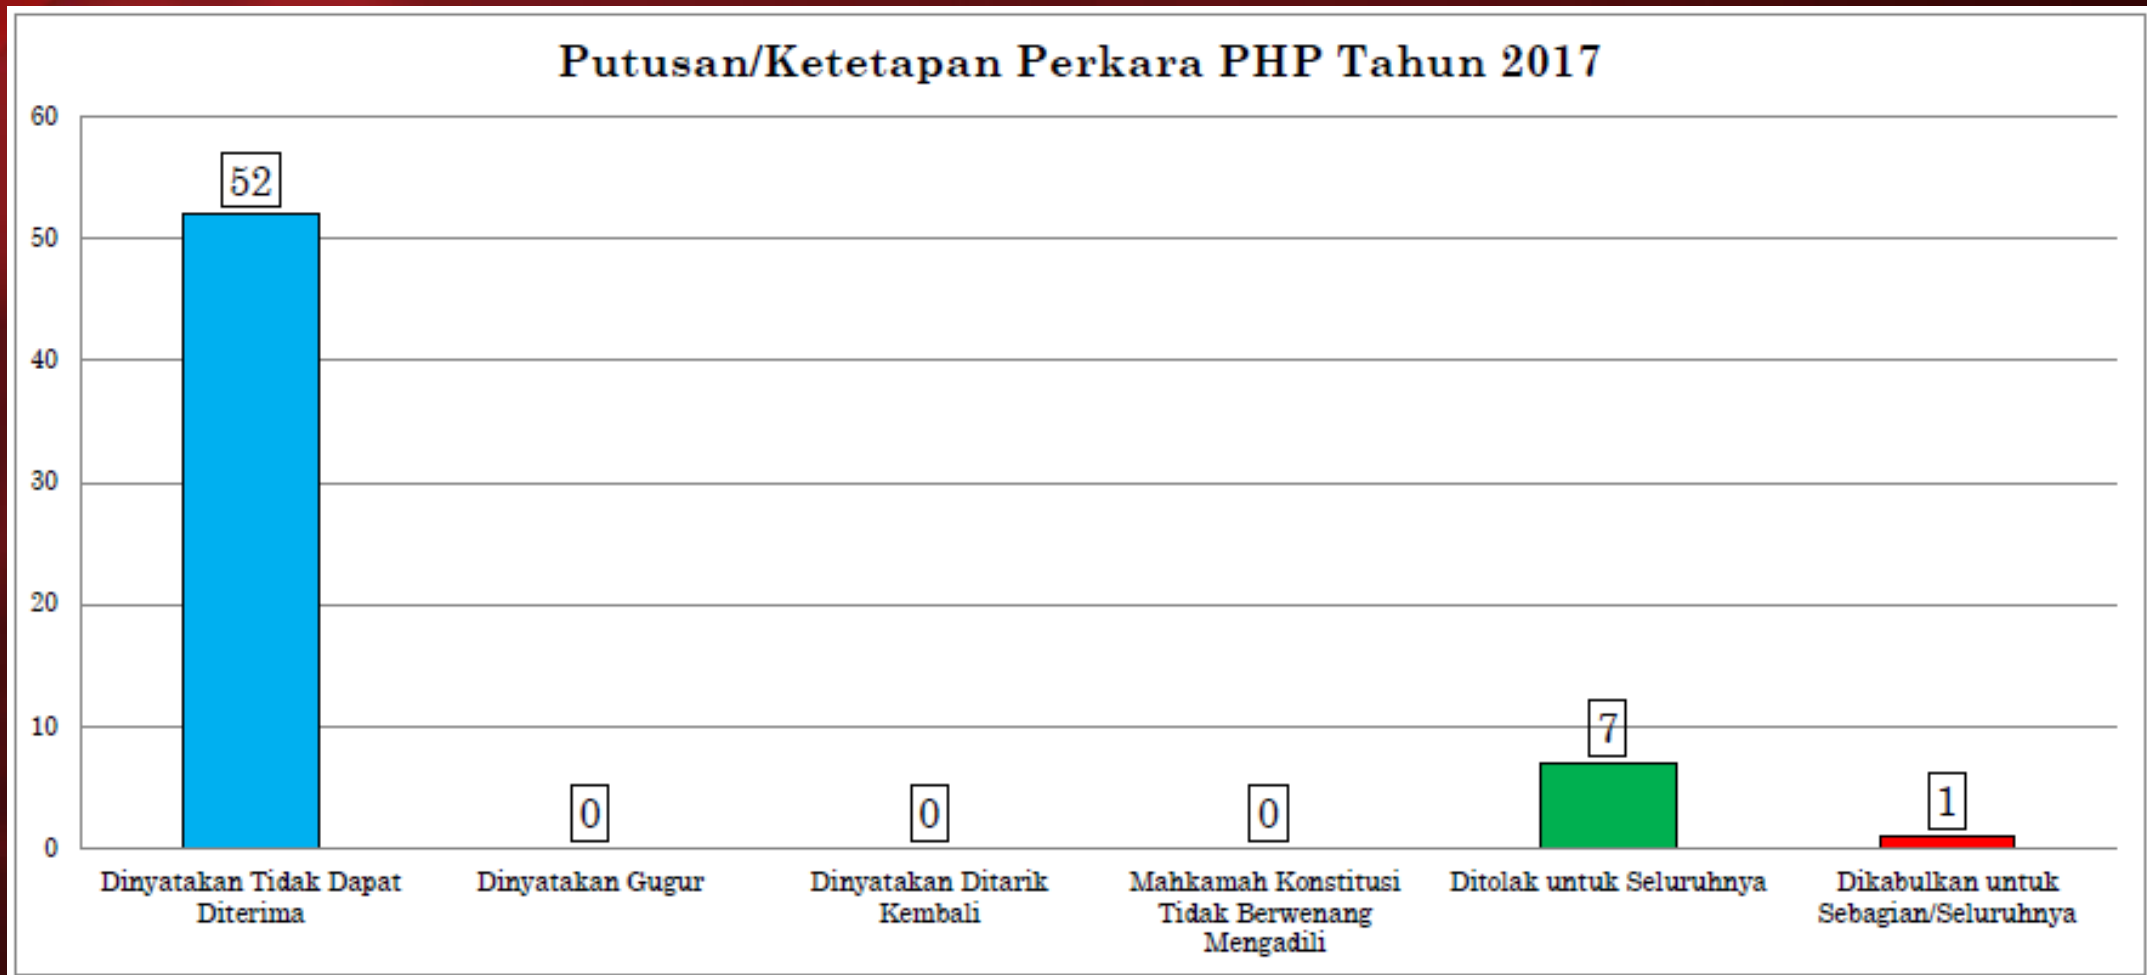 Putusan/Ketetapan Perkara PHP Tahun 2017
60
50
40
30
20
10
0
52
0
0
0
7
1
Dinyatakan Tidak Dapat
Diterima
Dinyatakan Gugur
Dinyatakan Ditarik
Kembali
Mahkamah Konstitusi
Tidak Berwenang
Mengadili
Ditolak untuk Seluruhnya
Dikabulkan untuk
Sebagian/Seluruhnya